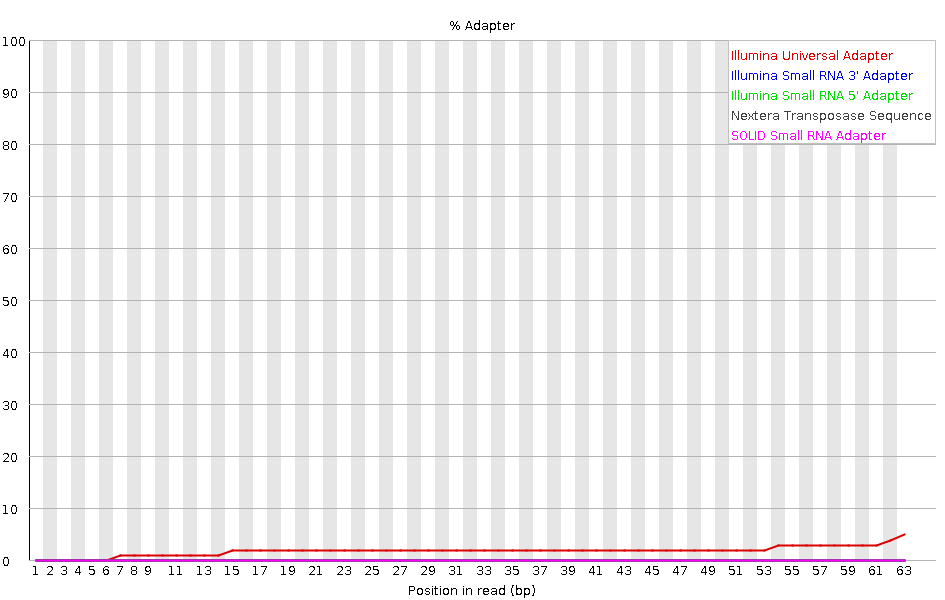 % Adapter
100
90
80
70
60
50
40
30
20
10
0
Illumina Universal Adapter
Illumina Small RNA 3' Adapter
Illumina Small RNA 5' Adapter
Nextera Transposase Sequence
SOLID Small RNA Adapter
1 2 3 4 5 6 7 8 9 11 13 15 17 19 21 23 25 27 29 31 33 35 37 39 41 43 45 47 49 51 53 55 57 59 61 63
Position in read (bp)